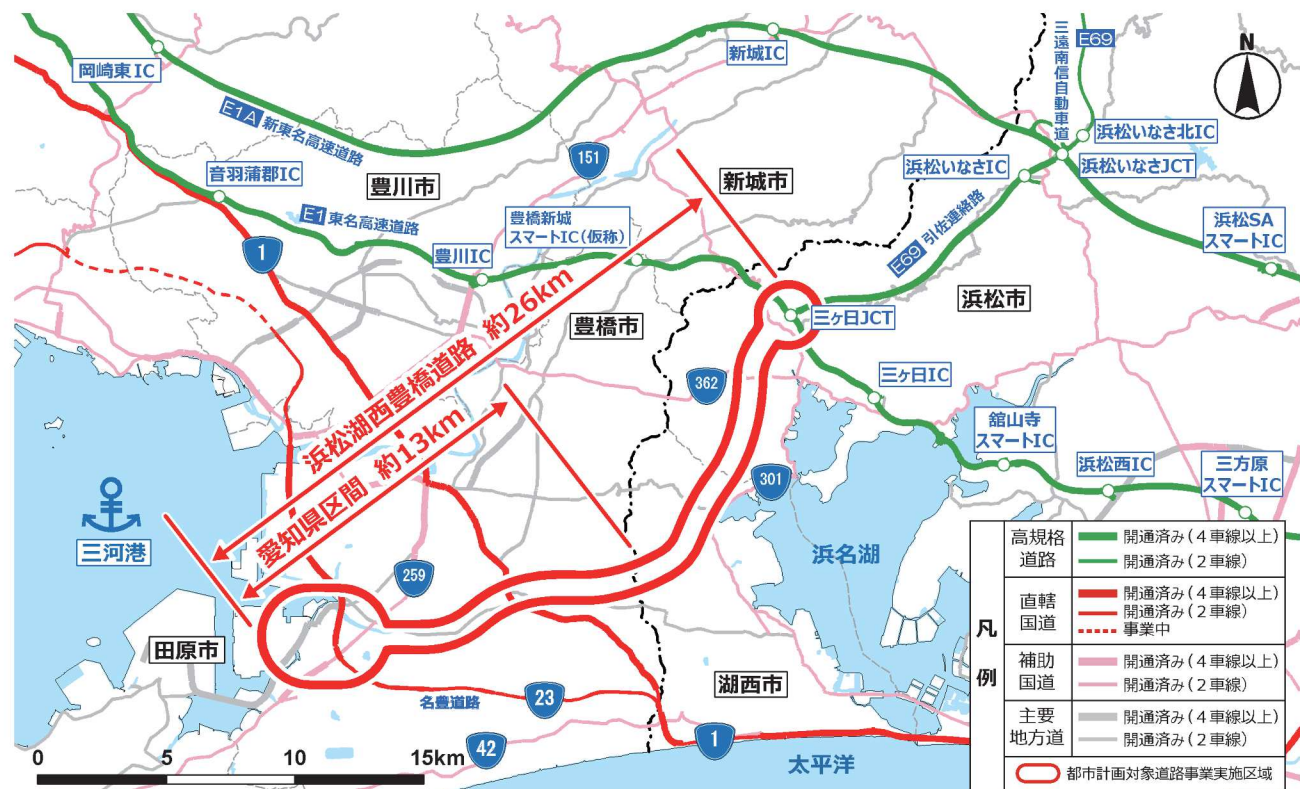 岡崎東IC
E1A 新東名高速道路
新城IC
E69
三遠南信自動車道
N
浜松いなさ北IC
浜松いなさJCT
浜松いなさIC
151
音羽蒲郡IC
豊川市
新城市
E1 東名高速道路
豊橋新城
スマートIC(仮称)
E69 引佐連絡路
浜松SA
スマートIC
1
豊川IC
浜松市
豊橋市
三ヶ日JCT
浜松湖西豊橋道路 約26km
愛知県区間 約13km
362
三ヶ日IC
舘山寺
スマートIC
浜松西IC
三方原
スマートIC
301
三河港
浜名湖
259
田原市
湖西市
名豊道路
23
42
1
太平洋
0 5 10 15km
凡例
高規格
道路
開通済み(4車線以上)
開通済み(2車線)
直轄
国道
開通済み(4車線以上)
開通済み(2車線)
事業中
補助
国道
開通済み(4車線以上)
開通済み(2車線)
主要
地方道
開通済み(4車線以上)
開通済み(2車線)
都市計画対象道路事業実施区域